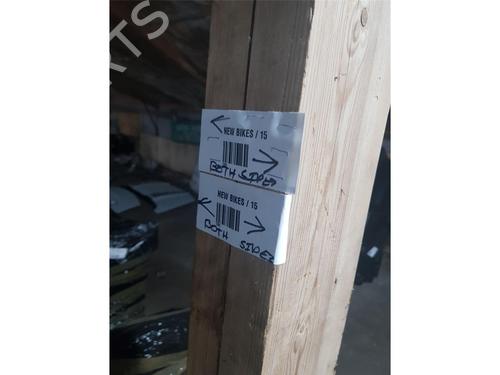 NEW BIKES / 15
BOTH SIDES
NEW BIKES / 15
BOTH SIDES